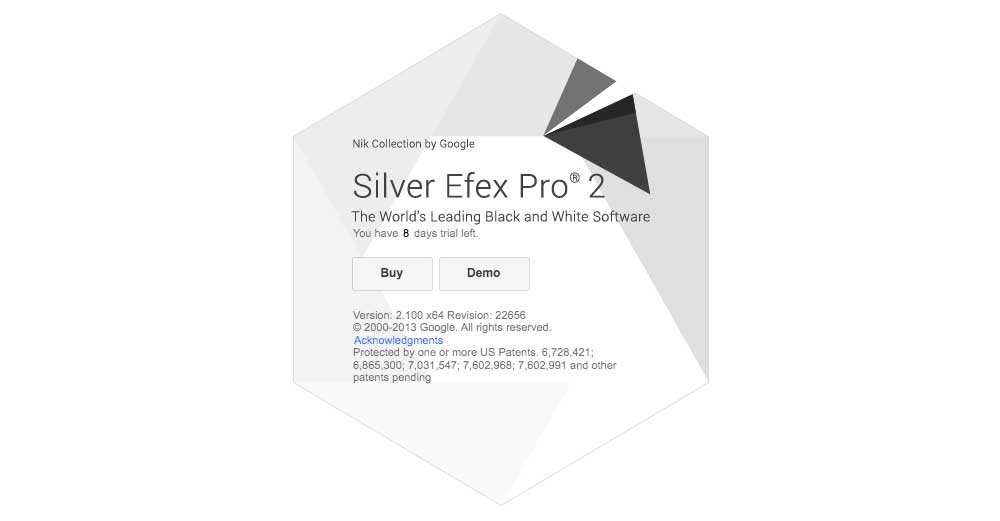 Nik Collection by Google
Silver Efex Pro® 2
The World's Leading Black and White Software
You have 8 days trial left.
Buy Demo
Version: 2.100 x64 Revision: 22656
© 2000-2013 Google. All rights reserved.
Acknowledgments
Protected by one or more US Patents. 6,728,421;
6,865,300; 7,031,547; 7,602,968; 7,602,991 and other
patents pending